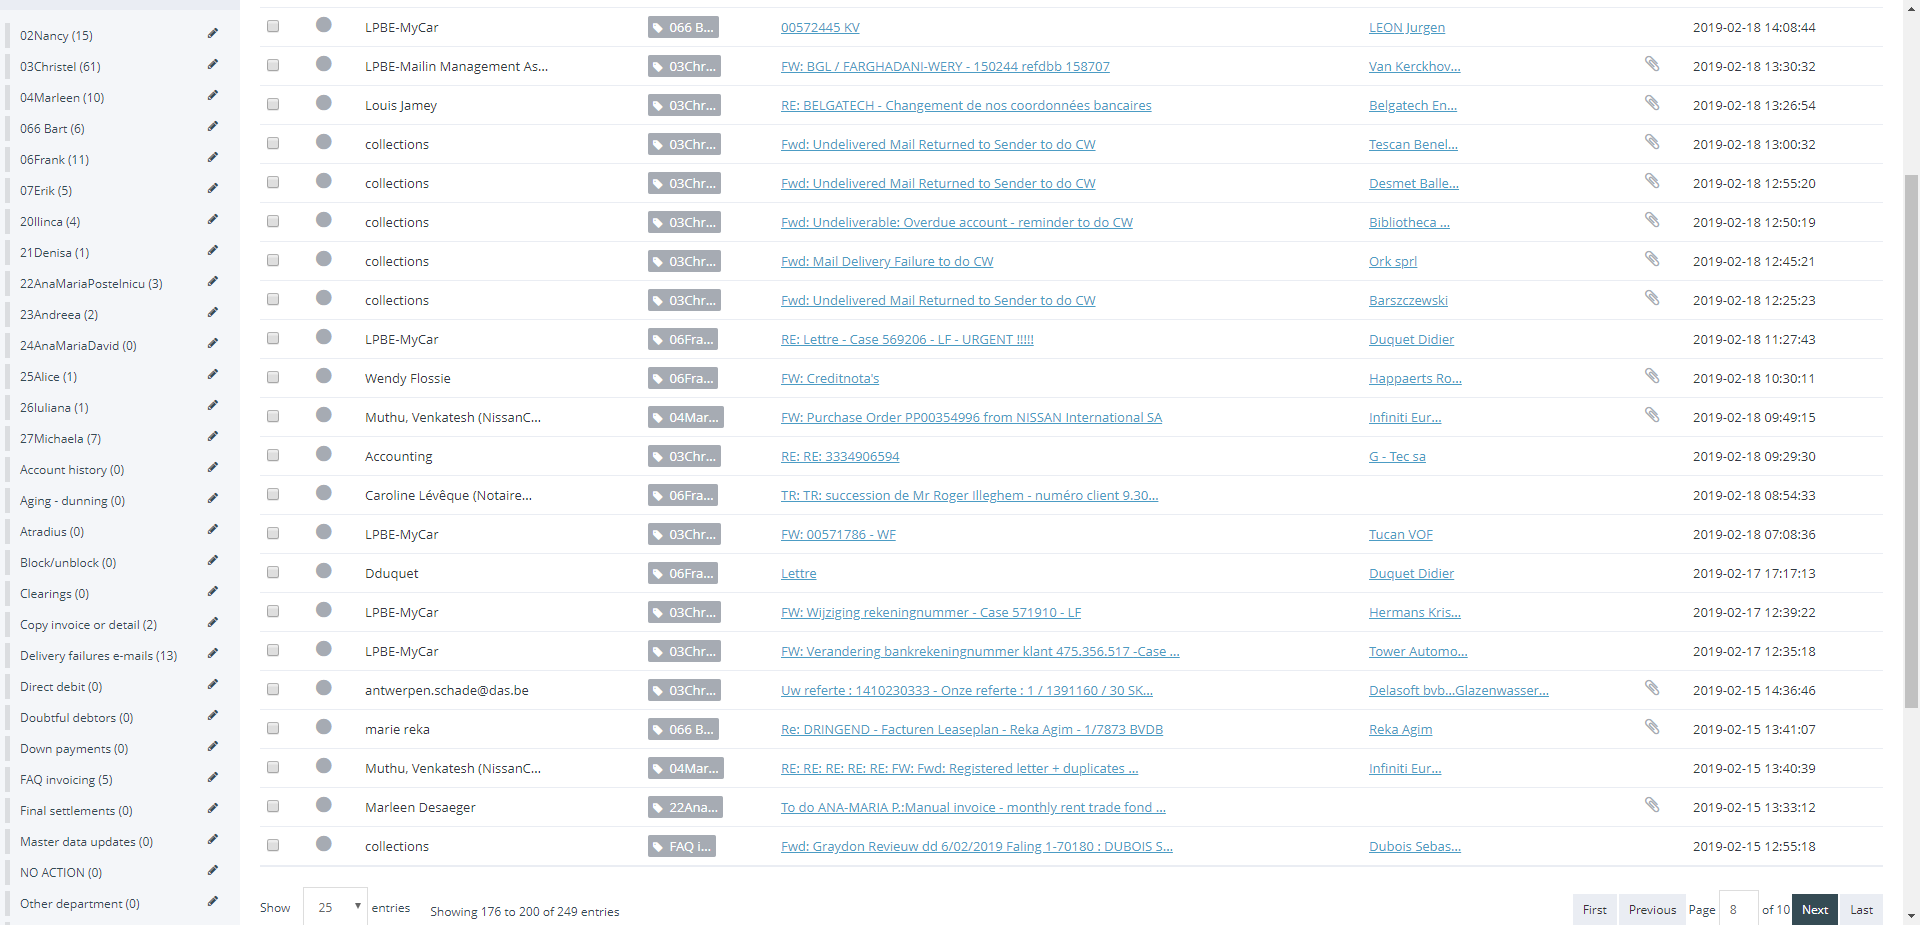 02Nancy (15)
03Christel (61)
04Marleen (10)
066 Bart (6)
06Frank (11)
07Erik (5)
20Ilinca (4)
21Denisa (1)
22AnaMariaPostelnicu (3)
23Andreea (2)
24AnaMariaDavid (0)
25Alice (1)
26Iuliana (1)
27Michaela (7)
Account history (0)
Aging - dunning (0)
Atradius (0)
Block/unblock (0)
Clearings (0)
Copy invoice or detail (2)
Delivery failures e-mails (13)
Direct debit (0)
Doubtful debtors (0)
Down payments (0)
FAQ invoicing (5)
Final settlements (0)
Master data updates (0)
NO ACTION (0)
Other department (0)
LPBE-MyCar 066 B... 00572445 KV LEON Jurgen 2019-02-18 14:08:44
LPBE-Mailin Management As... 03Chr... FW: BGL / FARGHADANI-WERY - 150244 refdbb 158707 Van Kerckhov... 2019-02-18 13:30:32
Louis Jamey 03Chr... RE: BELGATECH - Changement de nos coordonnées bancaires Belgatech En... 2019-02-18 13:26:54
collections 03Chr... Fwd: Undelivered Mail Returned to Sender to do CW Tescan Benel... 2019-02-18 13:00:32
collections 03Chr... Fwd: Undelivered Mail Returned to Sender to do CW Desmet Balle... 2019-02-18 12:55:20
collections 03Chr... Fwd: Undeliverable: Overdue account - reminder to do CW Bibliotheca ... 2019-02-18 12:50:19
collections 03Chr... Fwd: Mail Delivery Failure to do CW Ork sprl 2019-02-18 12:45:21
collections 03Chr... Fwd: Undelivered Mail Returned to Sender to do CW Barszczewski 2019-02-18 12:25:23
LPBE-MyCar 06Fra... RE: Lettre - Case 569206 - LF - URGENT !!!!! Duquet Didier 2019-02-18 11:27:43
Wendy Flossie 06Fra... FW: Creditnota's Happaerts Ro... 2019-02-18 10:30:11
Muthu, Venkatesh (NissanC... 04Mar... FW: Purchase Order PP00354996 from NISSAN International SA Infiniti Eur... 2019-02-18 09:49:15
Accounting 03Chr... RE: RE: 3334906594 G - Tec sa 2019-02-18 09:29:30
Caroline Lévêque (Notaire... 06Fra... TR: TR: succession de Mr Roger Illeghem - numéro client 9.30... 2019-02-18 08:54:33
LPBE-MyCar 03Chr... FW: 00571786 - WF Tucan VOF 2019-02-18 07:08:36
Dduquet 06Fra... Lettre Duquet Didier 2019-02-17 17:17:13
LPBE-MyCar 03Chr... FW: Wijziging rekeningnummer - Case 571910 - LF Hermans Kris... 2019-02-17 12:39:22
LPBE-MyCar 03Chr... FW: Verandering bankrekeningnummer klant 475.356.517 -Case ... Tower Automo... 2019-02-17 12:35:18
antwerpen.schade@das.be 03Chr... Uw referte : 1410230333 - Onze referte : 1 / 1391160 / 30 SK... Delasoft bvb...Glazenwasser... 2019-02-15 14:36:46
marie reka 066 B... Re: DRINGEND - Facturen Leaseplan - Reka Agim - 1/7873 BVDB Reka Agim 2019-02-15 13:41:07
Muthu, Venkatesh (NissanC... 04Mar... RE: RE: RE: RE: RE: FW: Fwd: Registered letter + duplicates ... Infiniti Eur... 2019-02-15 13:40:39
Marleen Desaeger 22Ana... To do ANA-MARIA P.:Manual invoice - monthly rent trade fond ... 2019-02-15 13:33:12
collections FAQ i... Fwd: Graydon Revieuw dd 6/02/2019 Faling 1-70180 : DUBOIS S... Dubois Sebas... 2019-02-15 12:55:18
Show 25 entries Showing 176 to 200 of 249 entries First Previous Page 8 of 10 Next Last